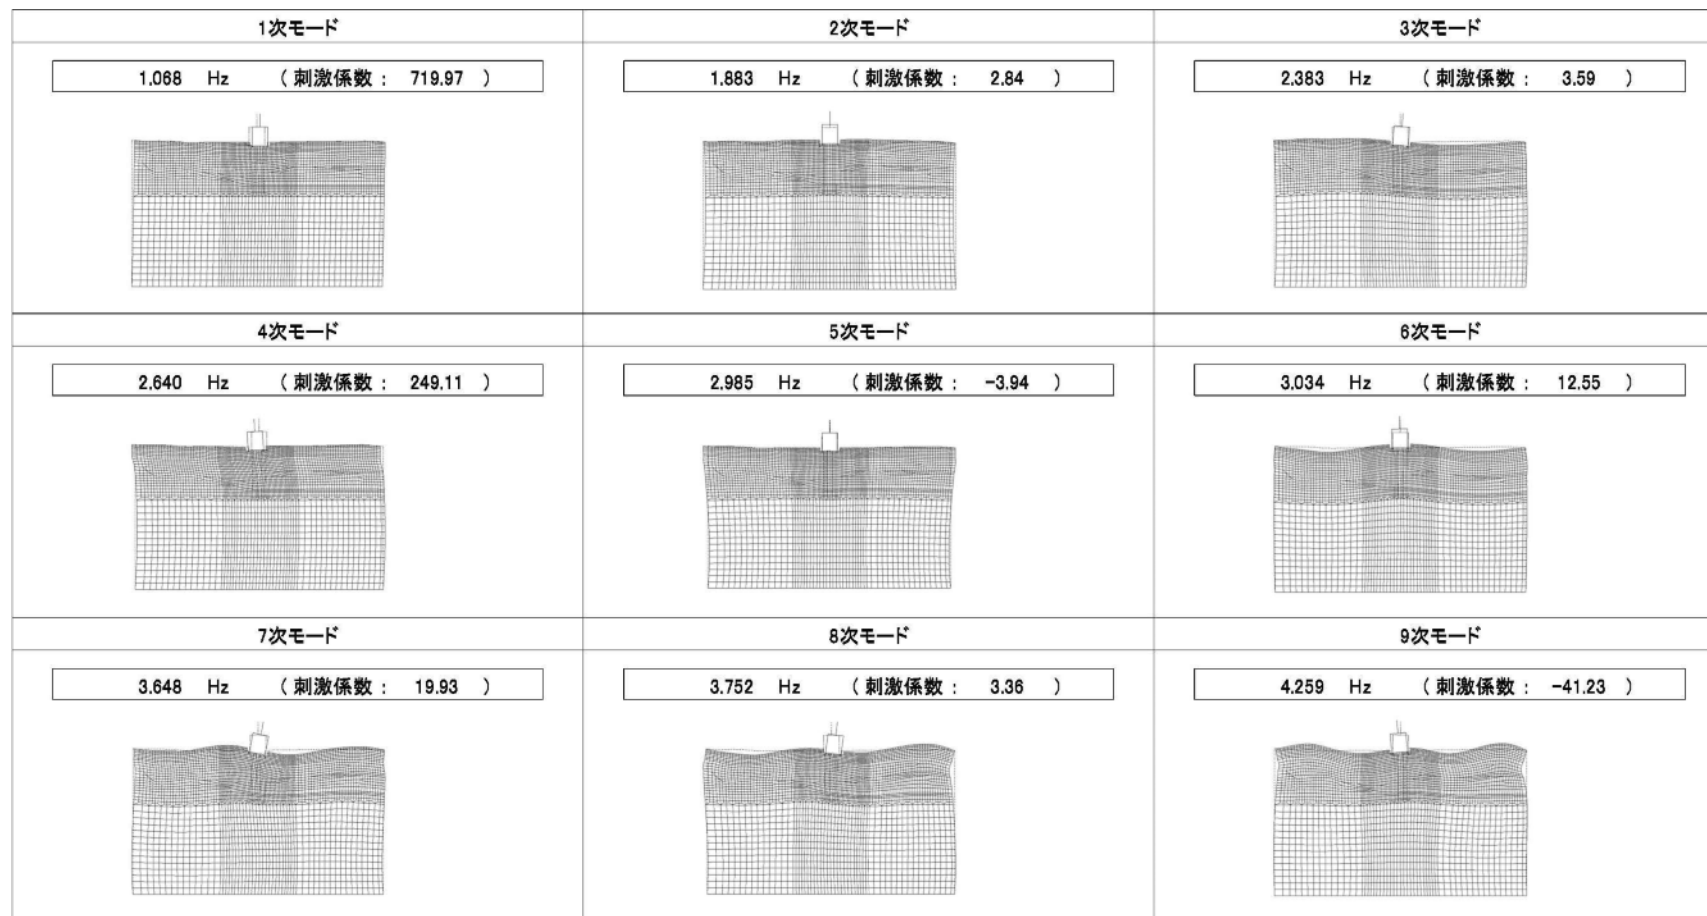 1次モード 2次モード 3次モード
1.068 Hz (刺激係数: 719.97 ) 1.883 Hz (刺激係数: 2.84 ) 2.383 Hz (刺激係数: 3.59 )
4次モード 5次モード 6次モード
2.640 Hz (刺激係数: 249.11 ) 2.985 Hz (刺激係数: -3.94 ) 3.034 Hz (刺激係数: 12.55 )
7次モード 8次モード 9次モード
3.648 Hz (刺激係数: 19.93 ) 3.752 Hz (刺激係数: 3.36 ) 4.259 Hz (刺激係数: -41.23 )